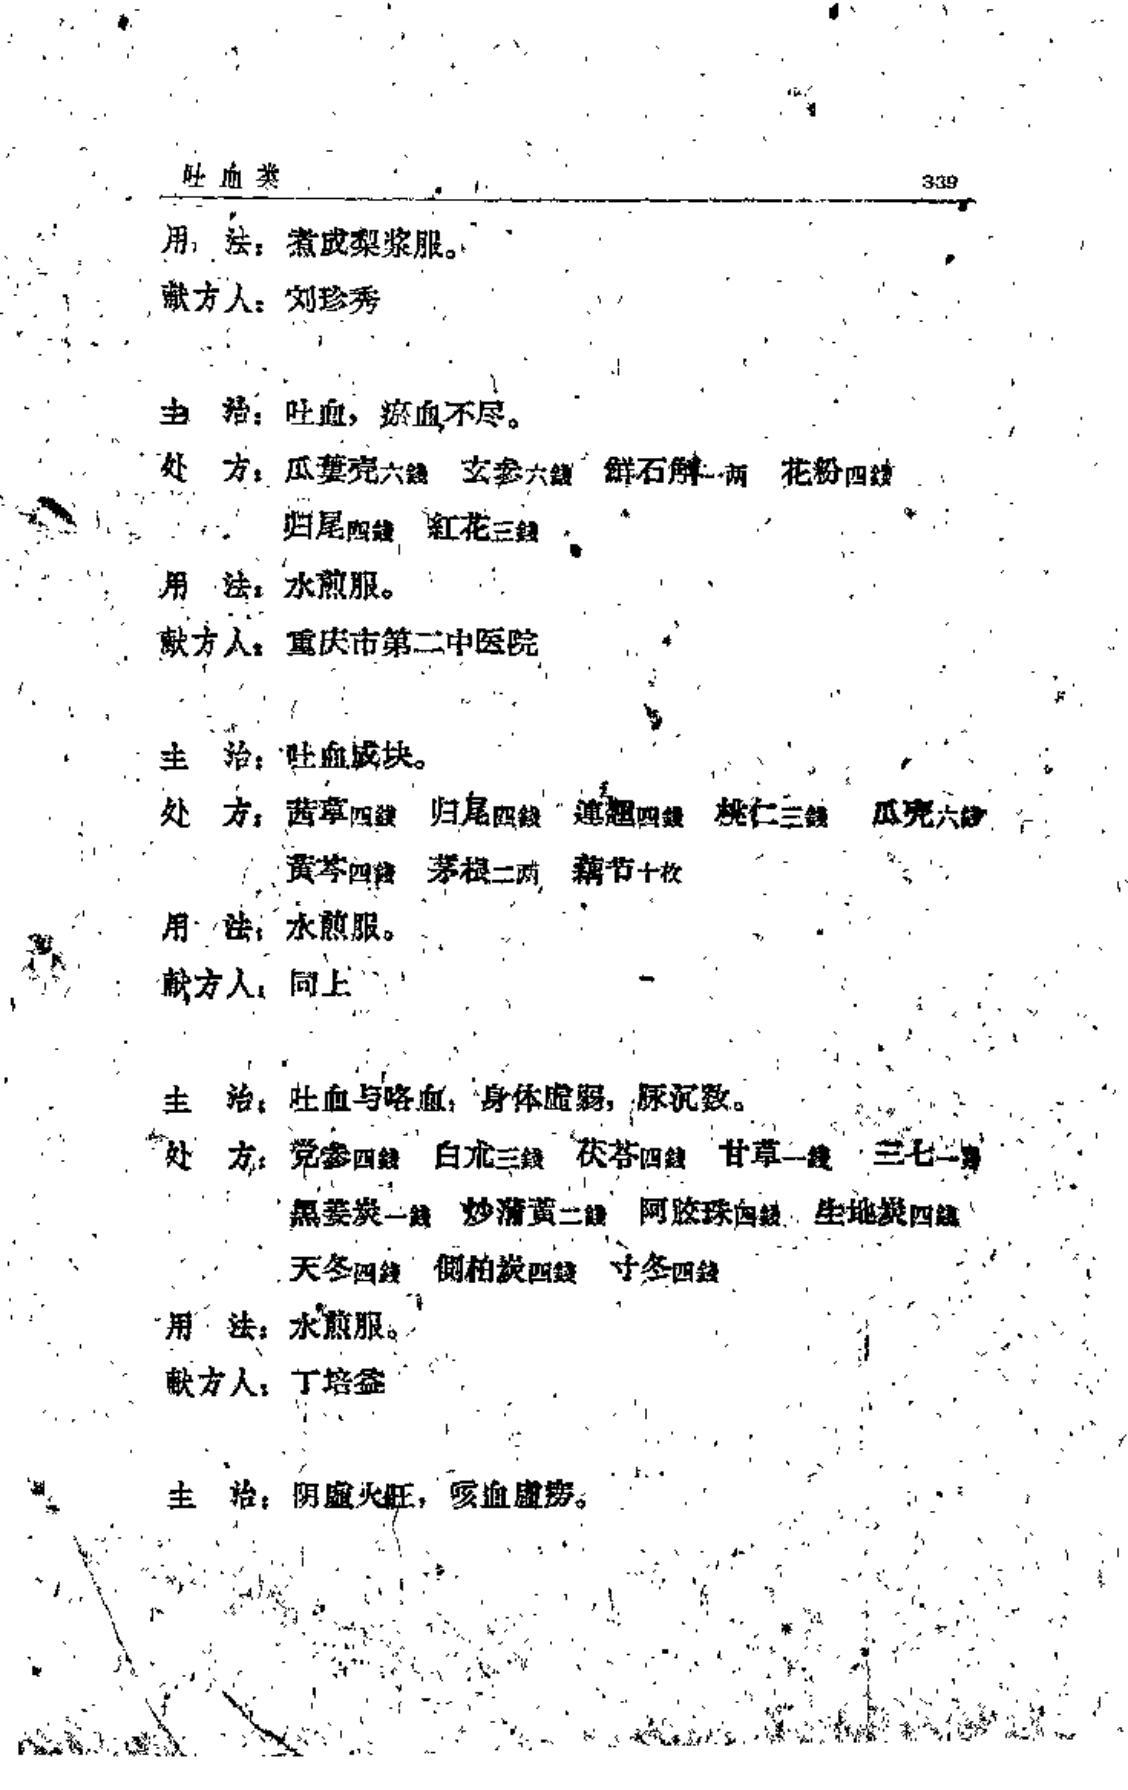 吐血类 339
用 法：煮成梨浆服。
献方人：刘珍秀
主 治：吐血，瘀血不尽。
处 方：瓜蔞壳六錢 玄参六錢 鮮石斛一两 花粉四錢
归尾四錢 紅花三錢
用 法：水煎服。
献方人：重庆市第二中医院
主 治：吐血成块。
处 方：茜草四錢 归尾四錢 連翘四錢 桃仁三錢 瓜壳六錢
黃芩四錢 茅根二两 藕节十枚
用 法：水煎服。
献方人：同上
主 治：吐血与咯血，身体虛弱，脉沉数。
处 方：党参四錢 白朮三錢 茯苓四錢 甘草一錢 三七一錢
黑姜炭一錢 炒蒲黃二錢 阿胶珠四錢 生地炭四錢
天冬四錢 側柏炭四錢 寸冬四錢
用 法：水煎服。
献方人：丁培益
主 治：阴虛火旺，咳血虛痨。